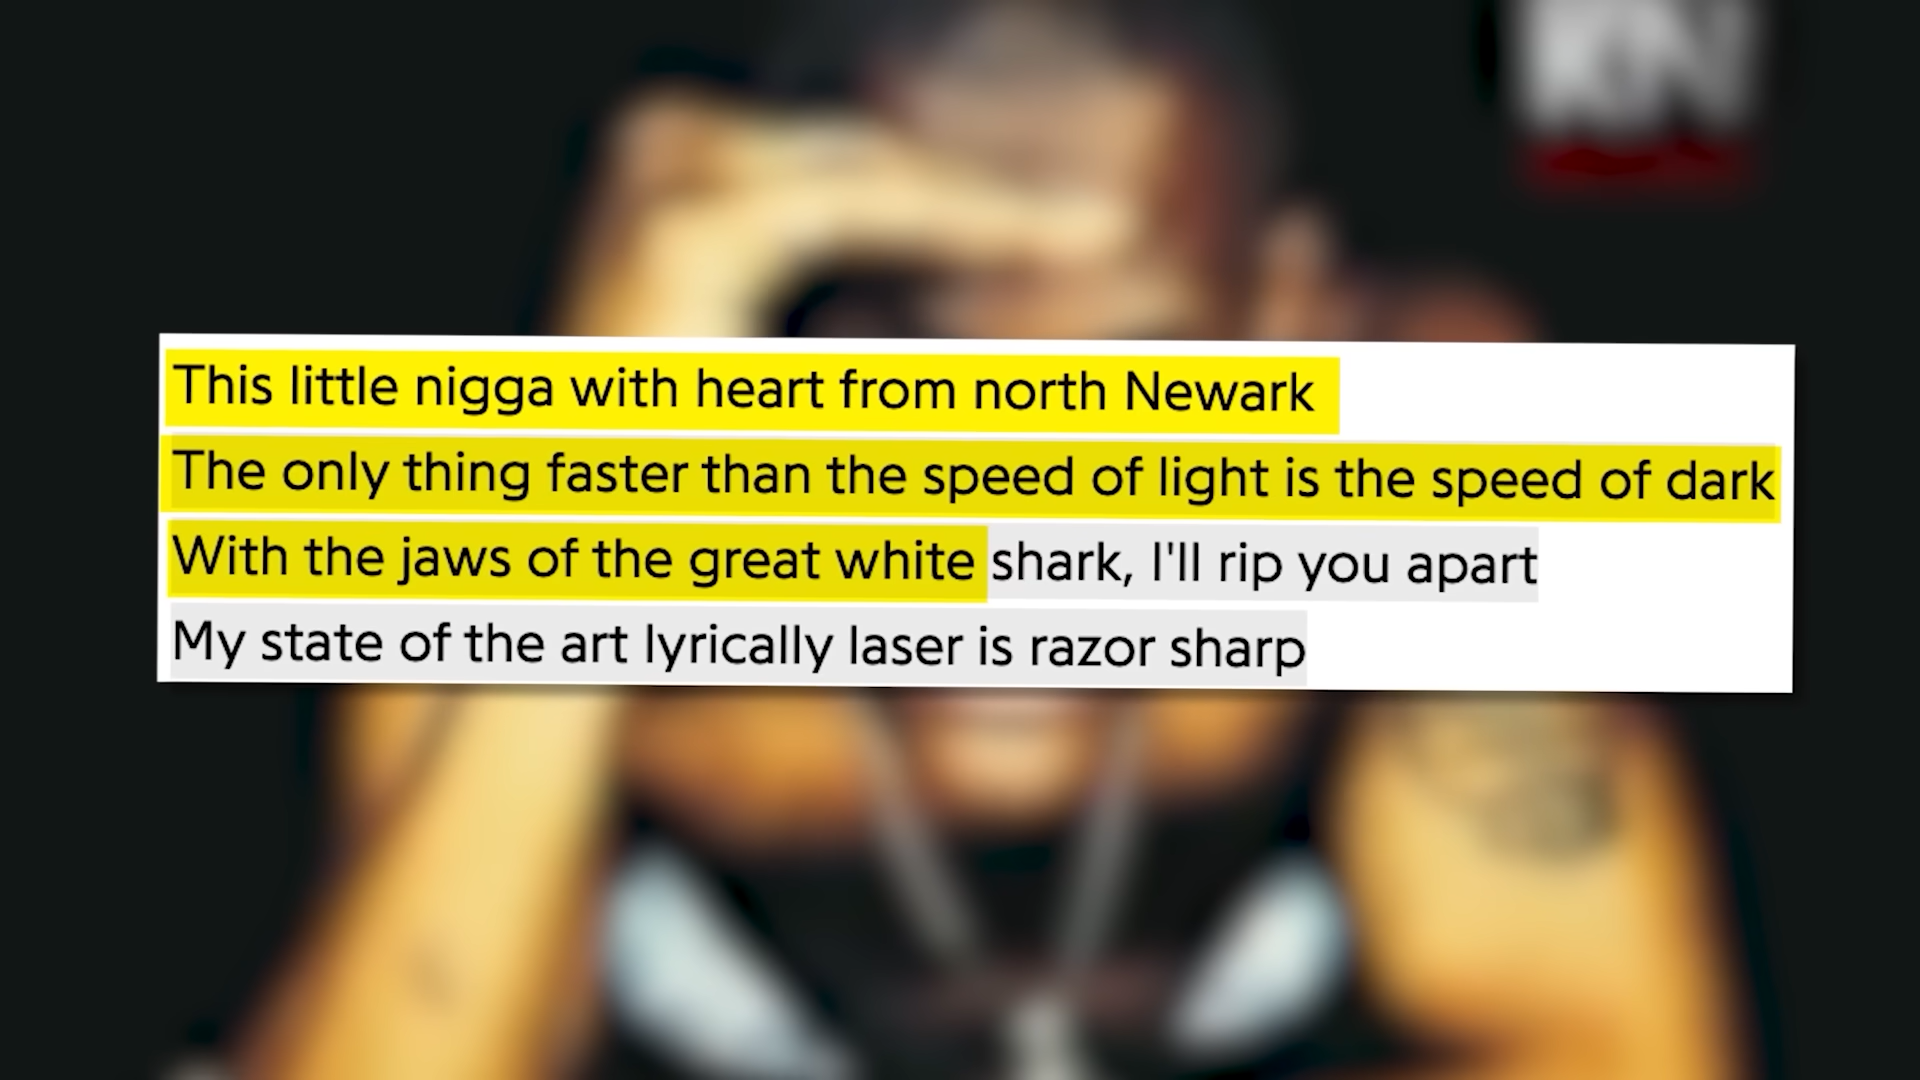 This little nigga with heart from north Newark
The only thing faster than the speed of light is the speed of dark
With the jaws of the great white shark, I'll rip you apart
My state of the art lyrically laser is razor sharp